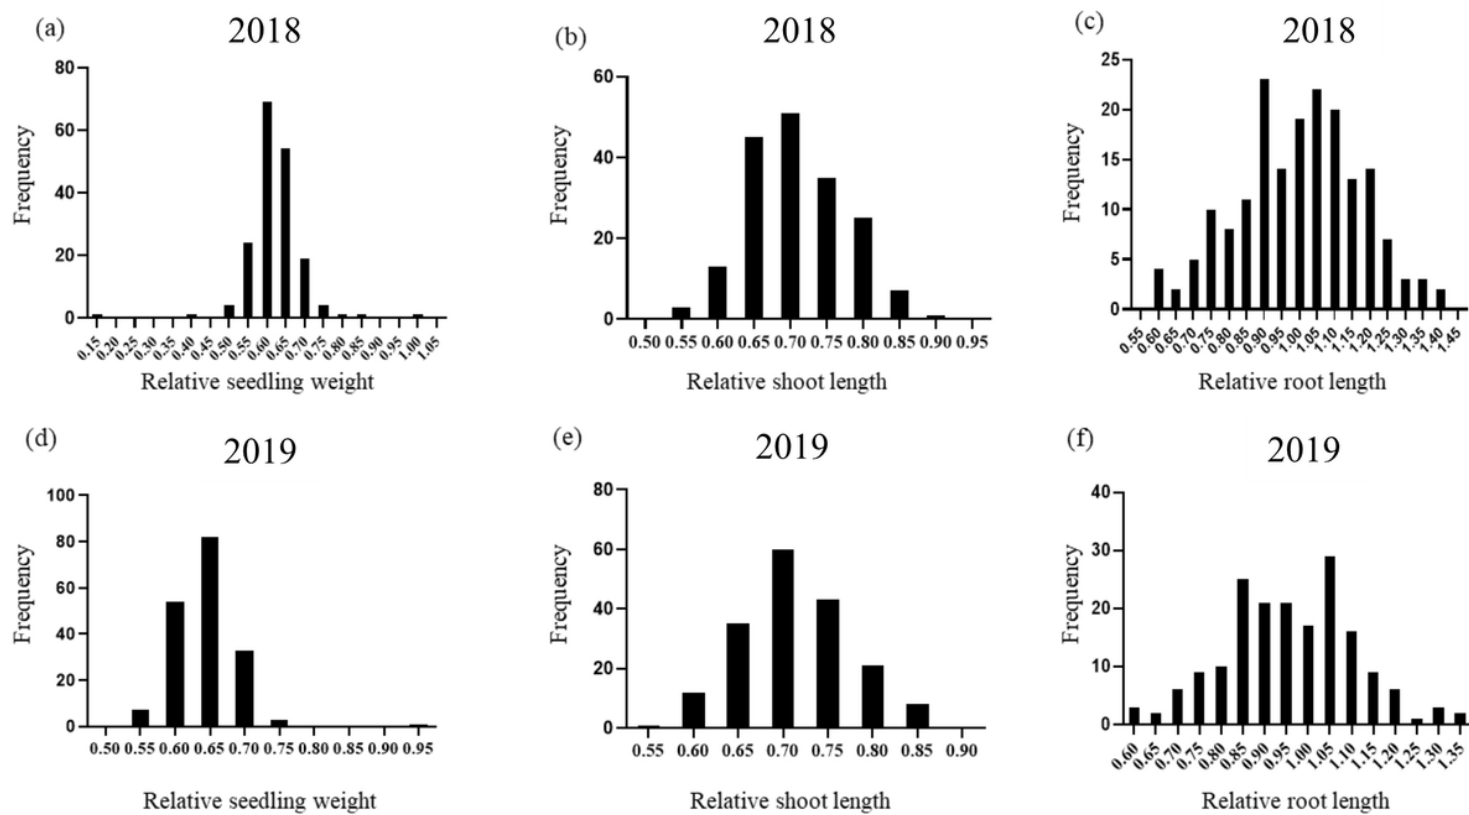 (a) 2018
80
60
40
20
0
Frequency
0.15 0.20 0.25 0.30 0.35 0.40 0.45 0.50 0.55 0.60 0.65 0.70 0.75 0.80 0.85 0.90 0.95 1.00 1.05
Relative seedling weight
(b) 2018
60
40
20
0
Frequency
0.50 0.55 0.60 0.65 0.70 0.75 0.80 0.85 0.90 0.95
Relative shoot length
(c) 2018
25
20
15
10
5
0
Frequency
0.55 0.60 0.65 0.70 0.75 0.80 0.85 0.90 0.95 1.00 1.05 1.10 1.15 1.20 1.25 1.30 1.35 1.40 1.45
Relative root length
(d) 2019
100
80
60
40
20
0
Frequency
0.50 0.55 0.60 0.65 0.70 0.75 0.80 0.85 0.90 0.95
Relative seedling weight
(e) 2019
80
60
40
20
0
Frequency
0.55 0.60 0.65 0.70 0.75 0.80 0.85 0.90
Relative shoot length
(f) 2019
40
30
20
10
0
Frequency
0.60 0.65 0.70 0.75 0.80 0.85 0.90 0.95 1.00 1.05 1.10 1.15 1.20 1.25 1.30 1.35
Relative root length